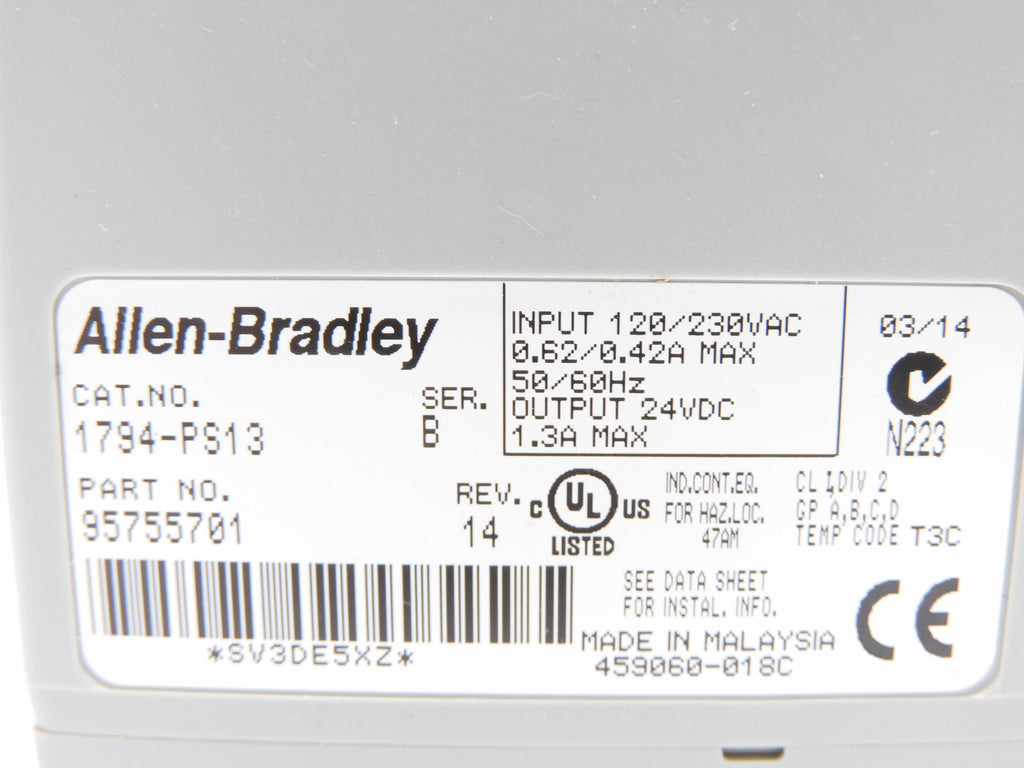 Allen-Bradley
CAT.NO.
1794-PS13
SER.
B
PART NO.
95755701
REV.
14
INPUT 120/230VAC
0.62/0.42A MAX
50/60Hz
OUTPUT 24VDC
1.3A MAX
03/14
N223
C UL US
LISTED
IND.CONT.EQ.
FOR HAZ.LOC.
47AM
CL I,DIV 2
GP A,B,C,D
TEMP CODE T3C
*SV3DE5XZ*
SEE DATA SHEET
FOR INSTAL. INFO.
MADE IN MALAYSIA
459060-018C
CE